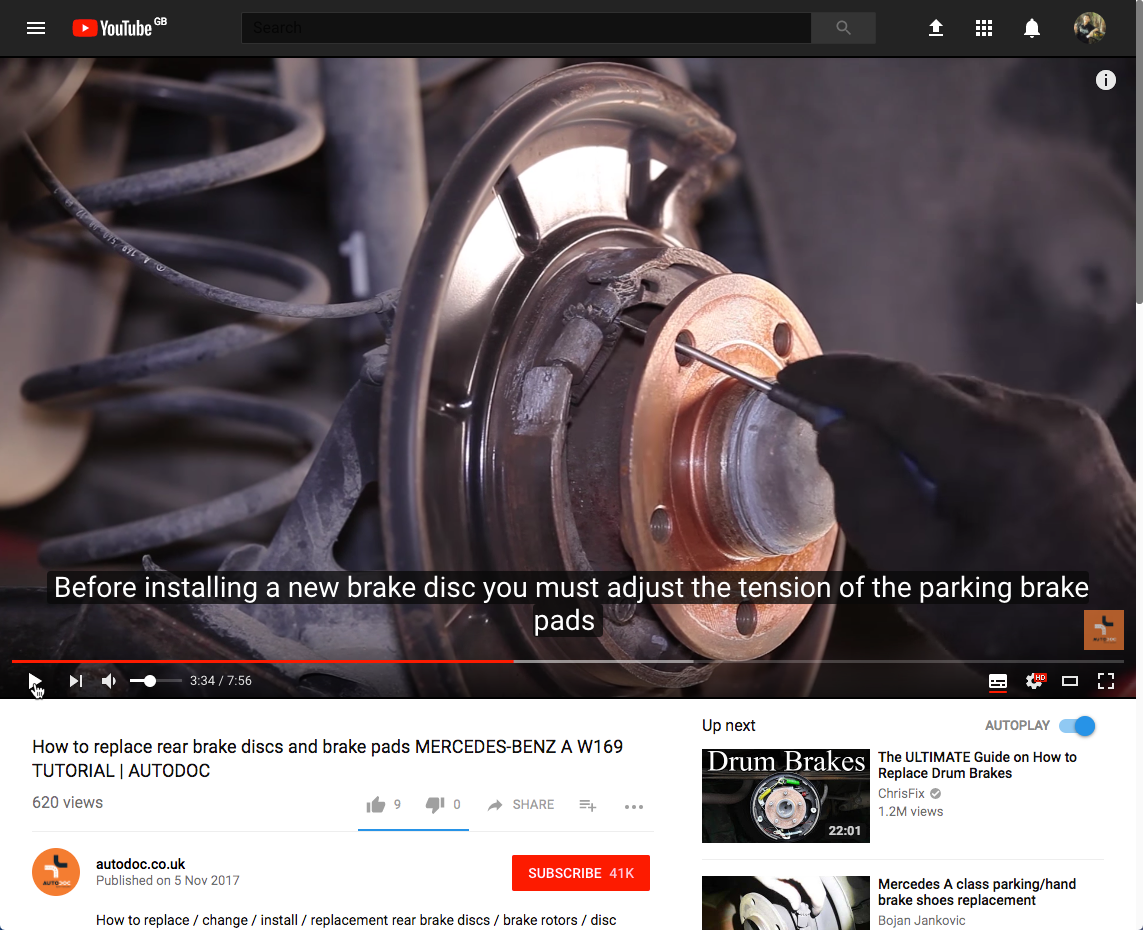 YouTube GB
Search
Before installing a new brake disc you must adjust the tension of the parking brake
pads
AUTODOC
3:34 / 7:56
HD
How to replace rear brake discs and brake pads MERCEDES-BENZ A W169
TUTORIAL | AUTODOC
620 views
9
0
SHARE
autodoc.co.uk
Published on 5 Nov 2017
AUTODOC
SUBSCRIBE 41K
How to replace / change / install / replacement rear brake discs / brake rotors / disc
Up next
AUTOPLAY
Drum Brakes
22:01
The ULTIMATE Guide on How to
Replace Drum Brakes
ChrisFix
1.2M views
Mercedes A class parking/hand
brake shoes replacement
Bojan Jankovic